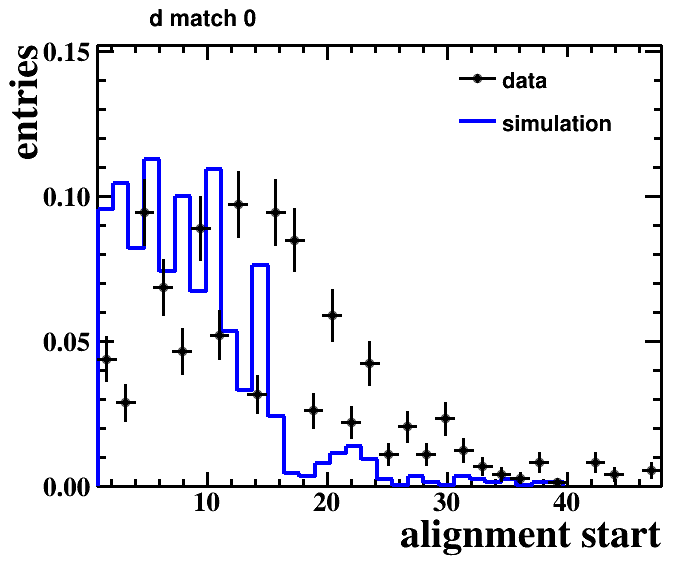 d match 0
entries
0.15
0.10
0.05
0.00
data
simulation
10 20 30 40
alignment start